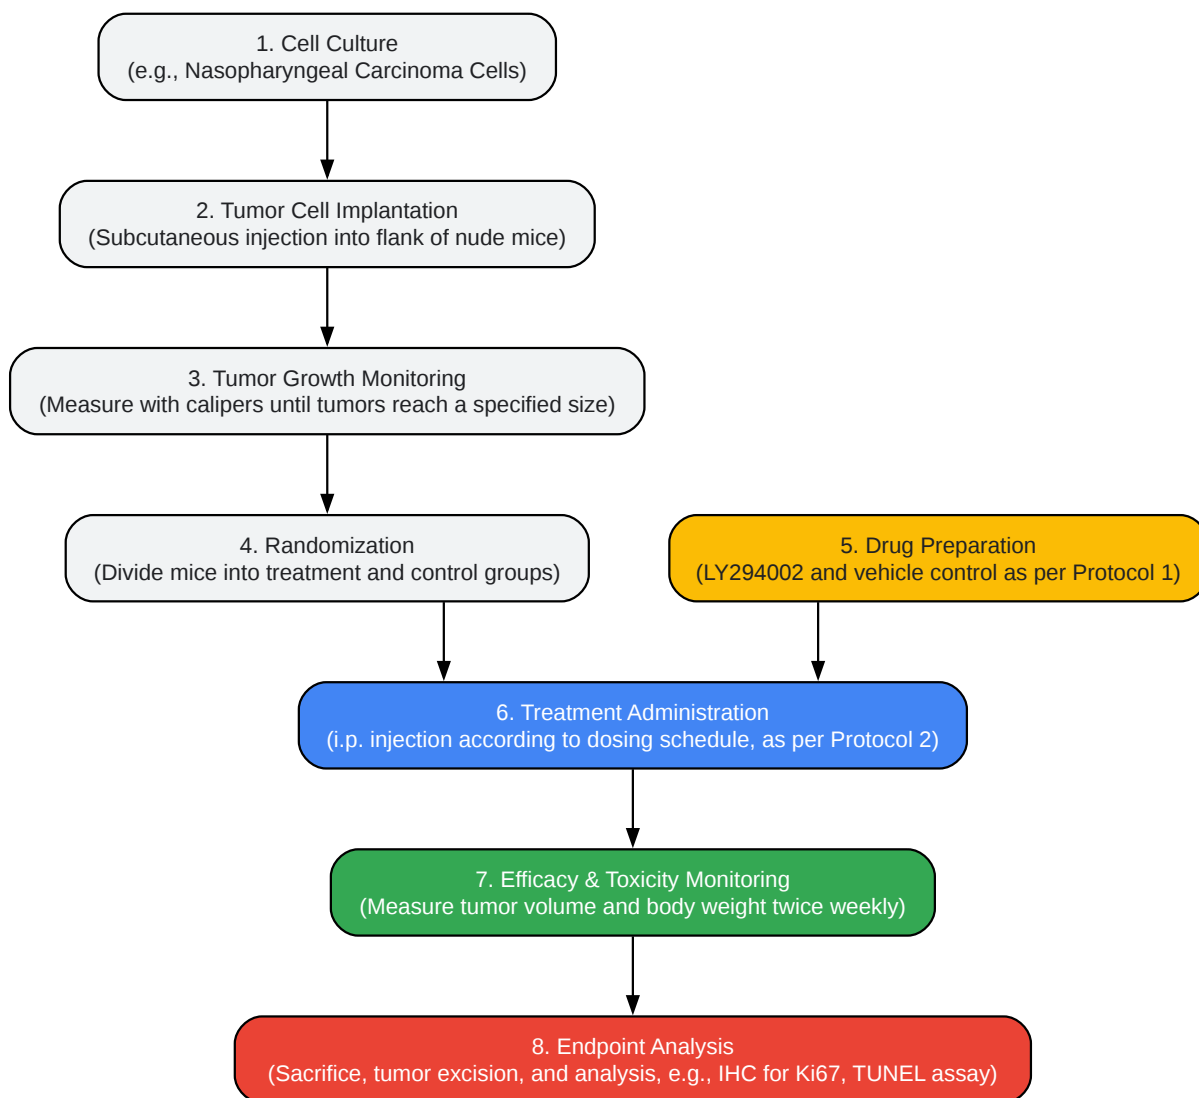 1. Cell Culture
(e.g., Nasopharyngeal Carcinoma Cells)
2. Tumor Cell Implantation
(Subcutaneous injection into flank of nude mice)
3. Tumor Growth Monitoring
(Measure with calipers until tumors reach a specified size)
4. Randomization
(Divide mice into treatment and control groups)
5. Drug Preparation
(LY294002 and vehicle control as per Protocol 1)
6. Treatment Administration
(i.p. injection according to dosing schedule, as per Protocol 2)
7. Efficacy & Toxicity Monitoring
(Measure tumor volume and body weight twice weekly)
8. Endpoint Analysis
(Sacrifice, tumor excision, and analysis, e.g., IHC for Ki67, TUNEL assay)